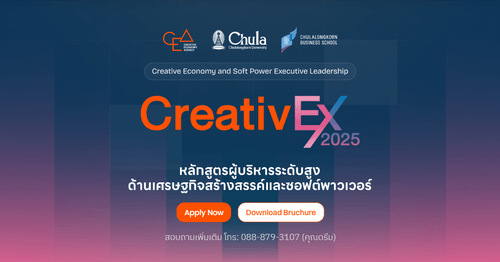 CEA
CREATIVE
ECONOMY
AGENCY
Chula
Chulalongkorn University
CHULALONGKORN
BUSINESS SCHOOL
Creative Economy and Soft Power Executive Leadership
CreativEX
2025
หลักสูตรผู้บริหารระดับสูง
ด้านเศรษฐกิจสร้างสรรค์และซอฟต์พาวเวอร์
Apply Now
Download Bruchure
สอบถามเพิ่มเติม โทร: 088-879-3107 (คุณดรีม)